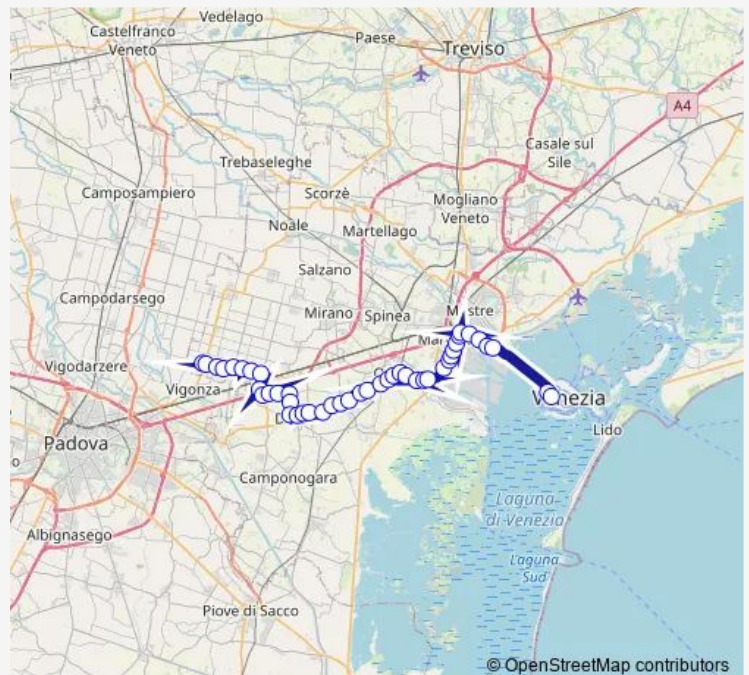 Vedelago
Castelfranco
Veneto
Paese
Treviso
A4
Casale sul
Sile
Trebaseleghe
Camposampiero
Scorzè
Mogliano
Veneto
Noale
Martellago
Salzano
Campodarsego
Mirano
Spinea
Mestre
Vigodarzere
Vigonza
Venezia
Lido
Padova
Camponogara
Laguna
di Venezia
Albignasego
Laguna
Sud
Piove di Sacco
© OpenStreetMap contributors